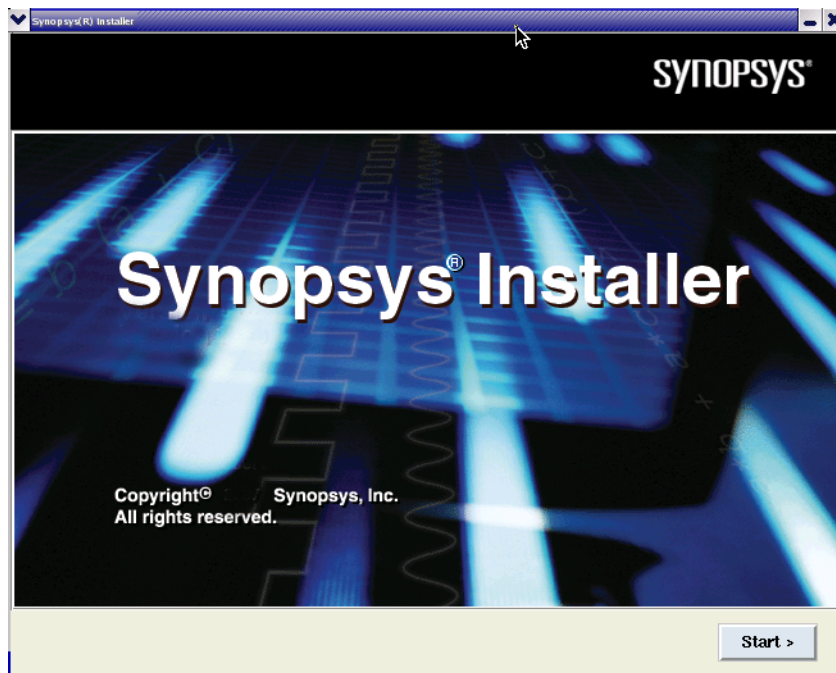 Synopsys(R) Installer
SYNOPSYS®
Synopsys® Installer
Copyright© Synopsys, Inc.
All rights reserved.
Start >